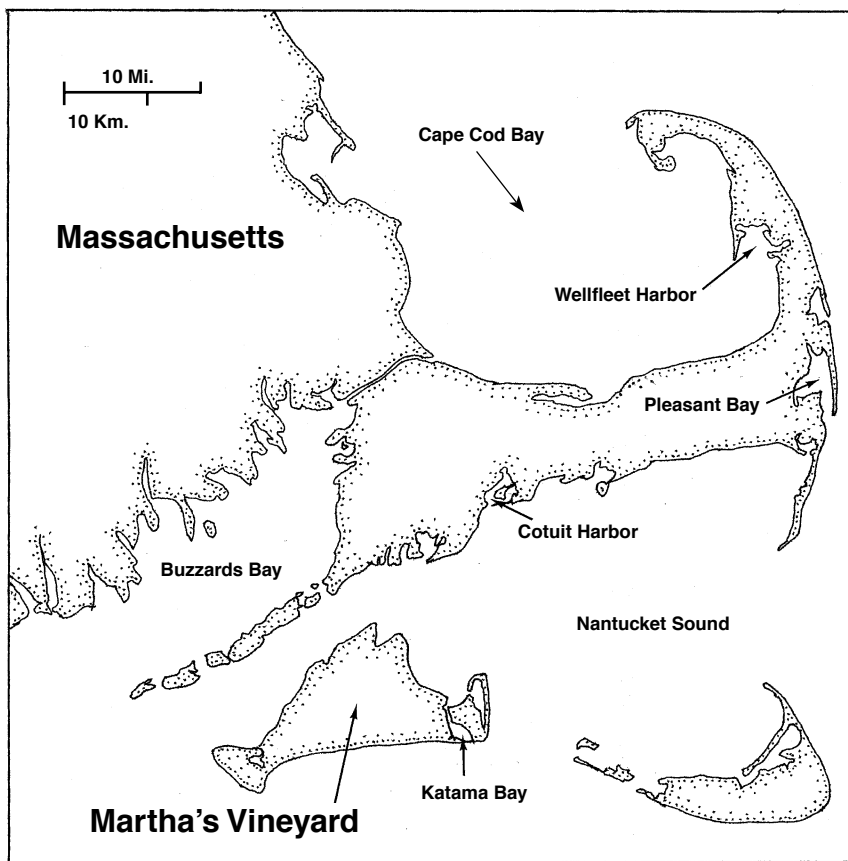 10 Mi.
10 Km.
Cape Cod Bay
Massachusetts
Wellfleet Harbor
Pleasant Bay
Cotuit Harbor
Buzzards Bay
Nantucket Sound
Katama Bay
Martha's Vineyard